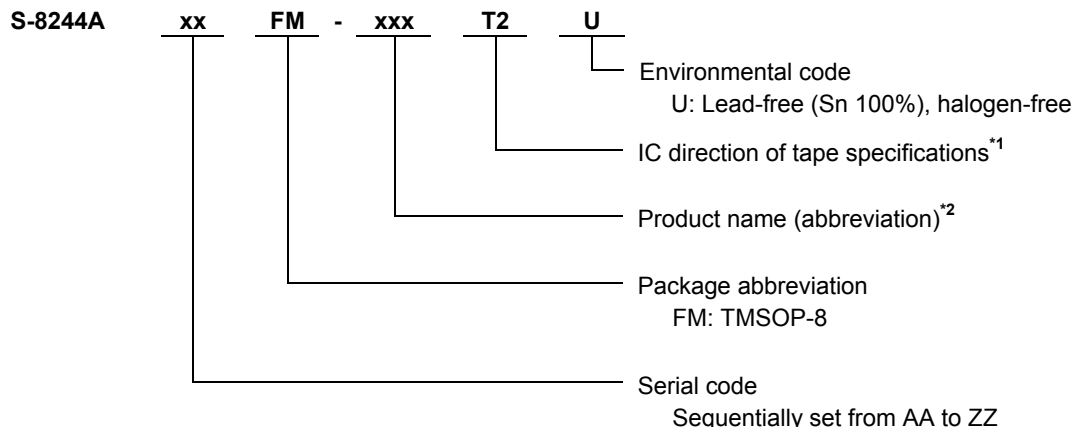 S-8244A xx FM - xxx T2 U
Environmental code
U: Lead-free (Sn 100%), halogen-free
IC direction of tape specifications*1
Product name (abbreviation)*2
Package abbreviation
FM: TMSOP-8
Serial code
Sequentially set from AA to ZZ